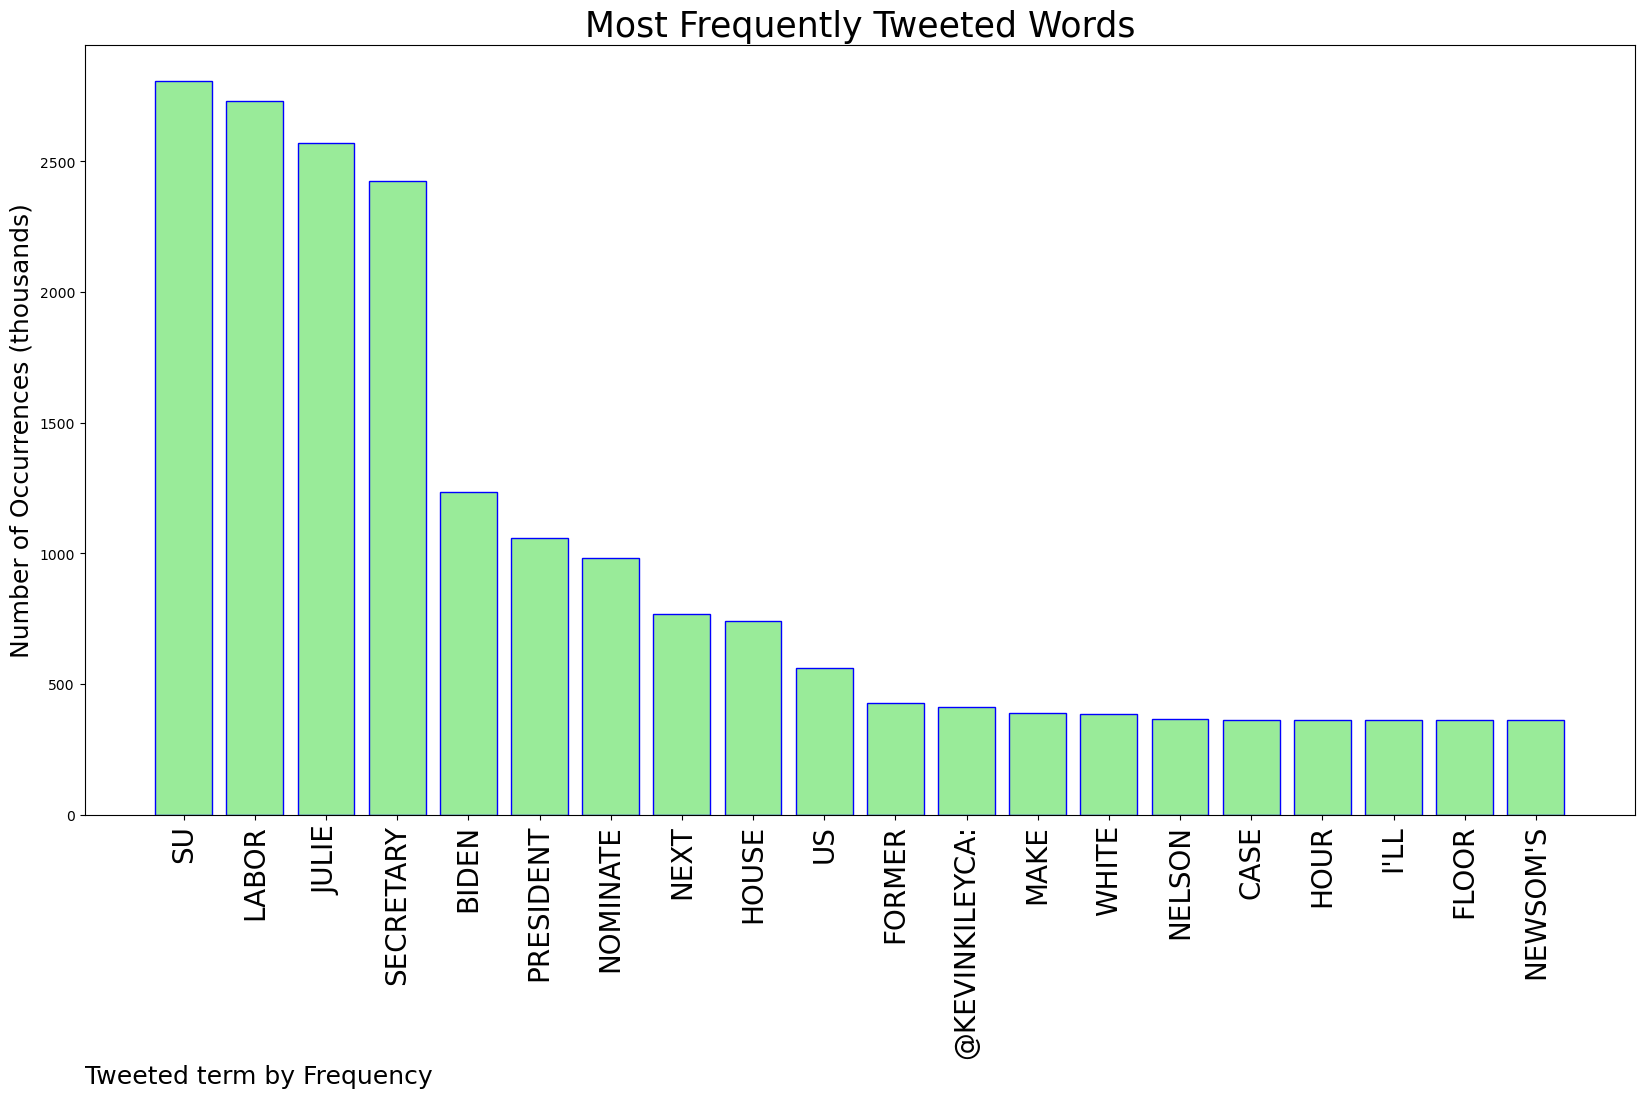 Most Frequently Tweeted Words
Number of Occurrences (thousands)
2500
2000
1500
1000
500
0
SU
LABOR
JULIE
SECRETARY
BIDEN
PRESIDENT
NOMINATE
NEXT
HOUSE
US
FORMER
@KEVINKILEYCA:
MAKE
WHITE
NELSON
CASE
HOUR
I'LL
FLOOR
NEWSOM'S
Tweeted term by Frequency